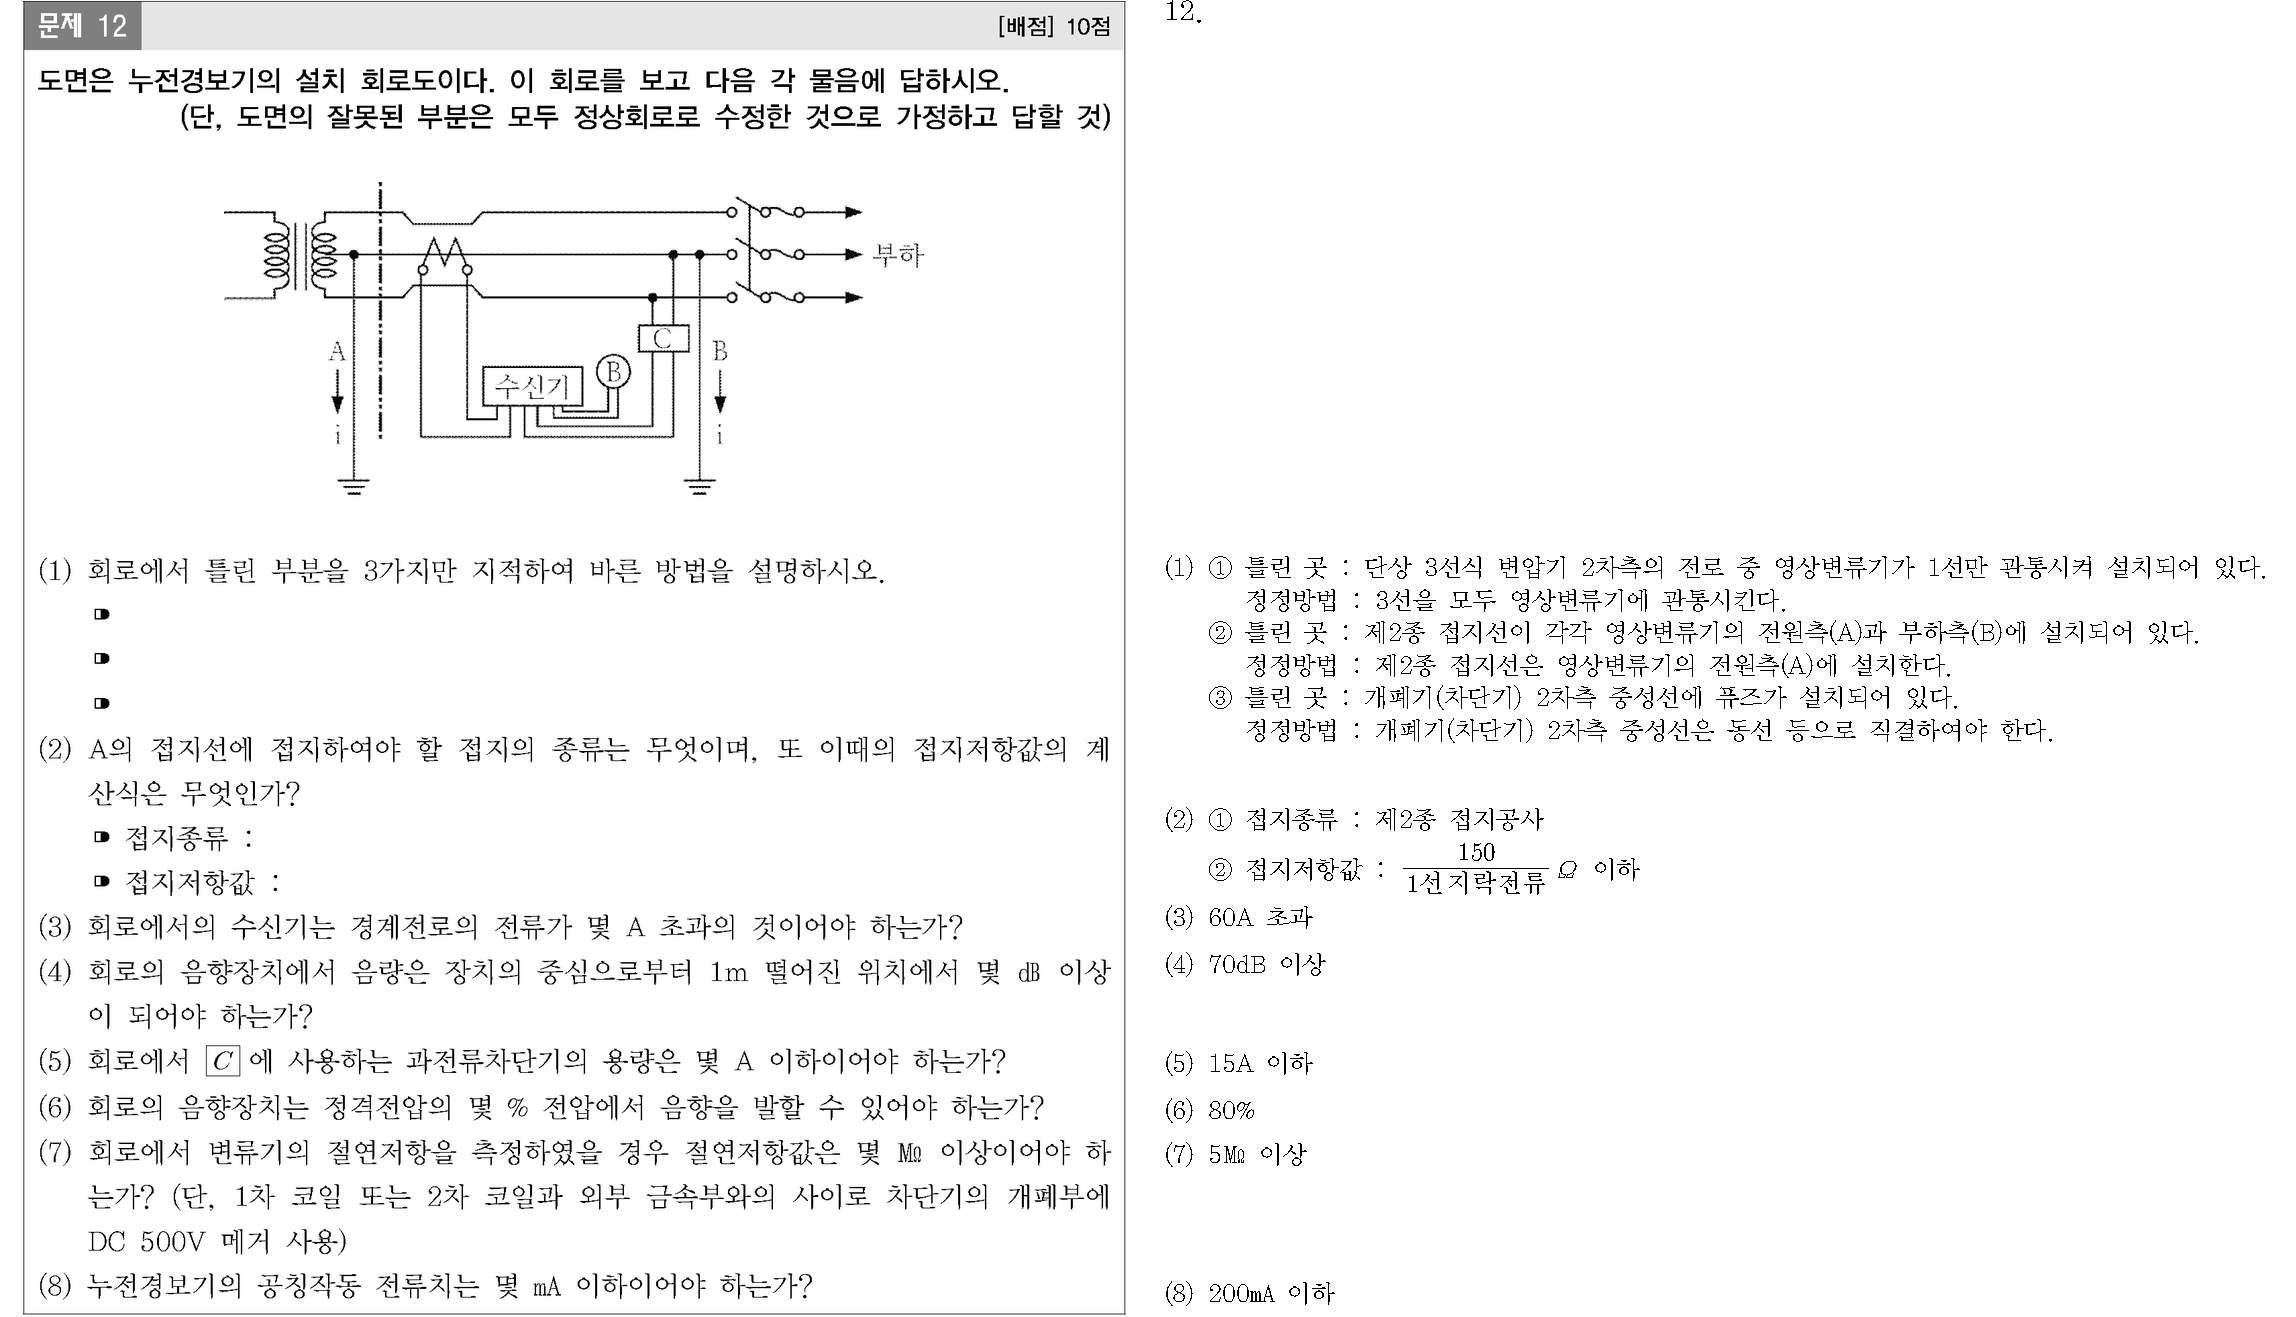 문제 12
[배점] 10점
도면은 누전경보기의 설치 회로도이다. 이 회로를 보고 다음 각 물음에 답하시오.
(단, 도면의 잘못된 부분은 모두 정상회로로 수정한 것으로 가정하고 답할 것)
부하
A
C
B
수신기
B
i
i
(1) 회로에서 틀린 부분을 3가지만 지적하여 바른 방법을 설명하시오.
(2) A의 접지선에 접지하여야 할 접지의 종류는 무엇이며, 또 이때의 접지저항값의 계
산식은 무엇인가?
접지종류 :
접지저항값 :
(3) 회로에서의 수신기는 경계전로의 전류가 몇 A 초과의 것이어야 하는가?
(4) 회로의 음향장치에서 음량은 장치의 중심으로부터 1m 떨어진 위치에서 몇 ㏈ 이상
이 되어야 하는가?
(5) 회로에서 C 에 사용하는 과전류차단기의 용량은 몇 A 이하이어야 하는가?
(6) 회로의 음향장치는 정격전압의 몇 % 전압에서 음향을 발할 수 있어야 하는가?
(7) 회로에서 변류기의 절연저항을 측정하였을 경우 절연저항값은 몇 ㏁ 이상이어야 하
는가? (단, 1차 코일 또는 2차 코일과 외부 금속부와의 사이로 차단기의 개폐부에
DC 500V 메거 사용)
(8) 누전경보기의 공칭작동 전류치는 몇 ㎃ 이하이어야 하는가?
12.
(1) ① 틀린 곳 : 단상 3선식 변압기 2차측의 전로 중 영상변류기가 1선만 관통시켜 설치되어 있다.
정정방법 : 3선을 모두 영상변류기에 관통시킨다.
② 틀린 곳 : 제2종 접지선이 각각 영상변류기의 전원측(A)과 부하측(B)에 설치되어 있다.
정정방법 : 제2종 접지선은 영상변류기의 전원측(A)에 설치한다.
③ 틀린 곳 : 개폐기(차단기) 2차측 중성선에 퓨즈가 설치되어 있다.
정정방법 : 개폐기(차단기) 2차측 중성선은 동선 등으로 직결하여야 한다.
(2) ① 접지종류 : 제2종 접지공사
② 접지저항값 : 150/1선지락전류 Ω 이하
(3) 60A 초과
(4) 70dB 이상
(5) 15A 이하
(6) 80%
(7) 5㏁ 이상
(8) 200㎃ 이하